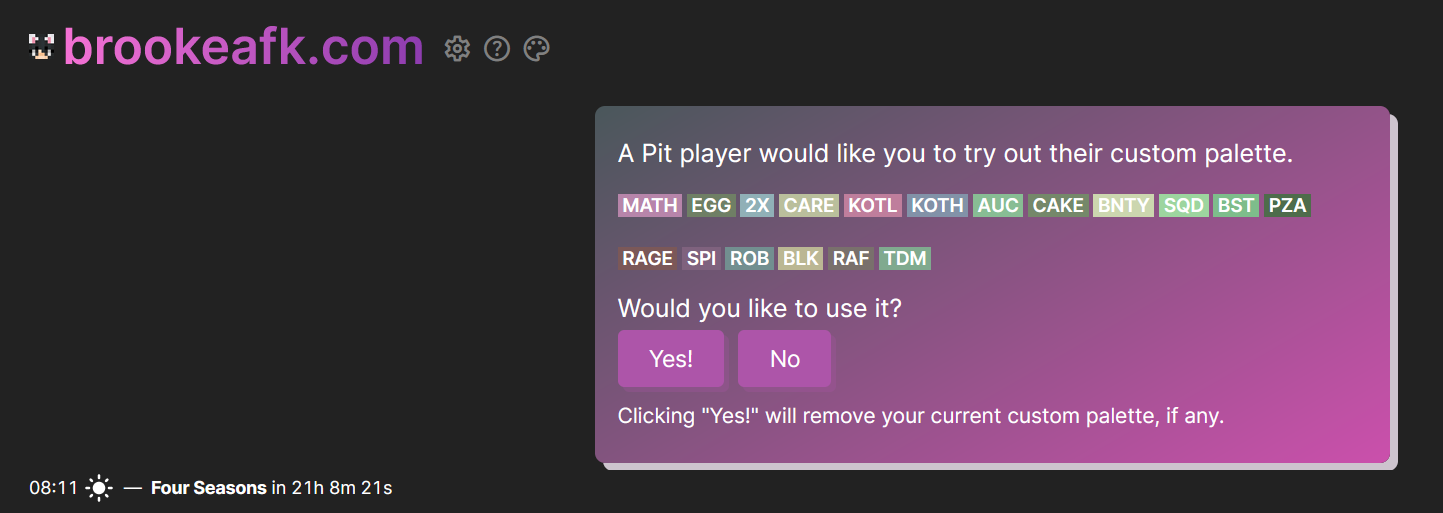 brookeafk.com
A Pit player would like you to try out their custom palette.
MATH EGG 2X CARE KOTL KOTH AUC CAKE BNTY SQD BST PZA
RAGE SPI ROB BLK RAF TDM
Would you like to use it?
Yes! No
Clicking "Yes!" will remove your current custom palette, if any.
08:11 — Four Seasons in 21h 8m 21s